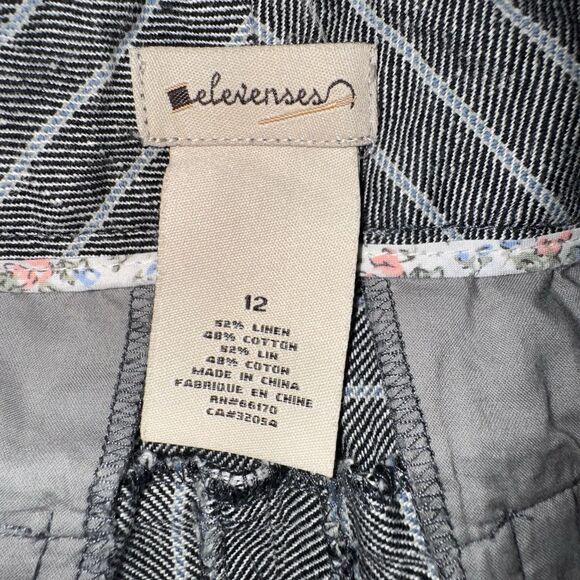 elevenses
12
52% LINEN
48% COTTON
52% LIN
48% COTON
MADE IN CHINA
FABRIQUE EN CHINE
RN#66170
CA#32054